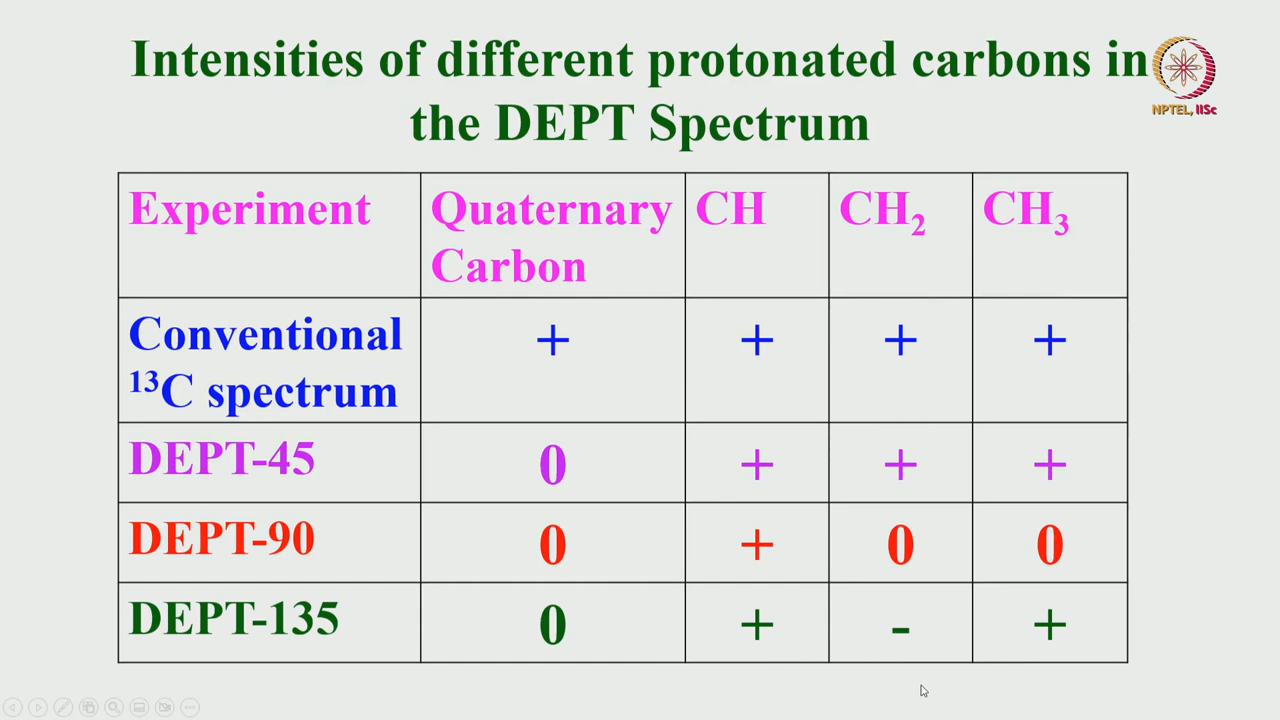 Intensities of different protonated carbons in
the DEPT Spectrum
NPTEL, IISc
Experiment Quaternary Carbon CH CH₂ CH₃
Conventional ¹³C spectrum + + + +
DEPT-45 0 + + +
DEPT-90 0 + 0 0
DEPT-135 0 + - +